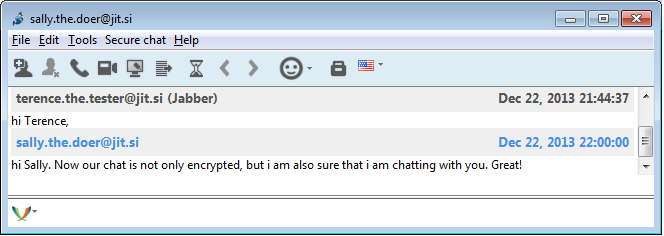 sally.the.doer@jit.si
File Edit Tools Secure chat Help
terence.the.tester@jit.si (Jabber) Dec 22, 2013 21:44:37
hi Terence,
sally.the.doer@jit.si Dec 22, 2013 22:00:00
hi Sally. Now our chat is not only encrypted, but i am also sure that i am chatting with you. Great!